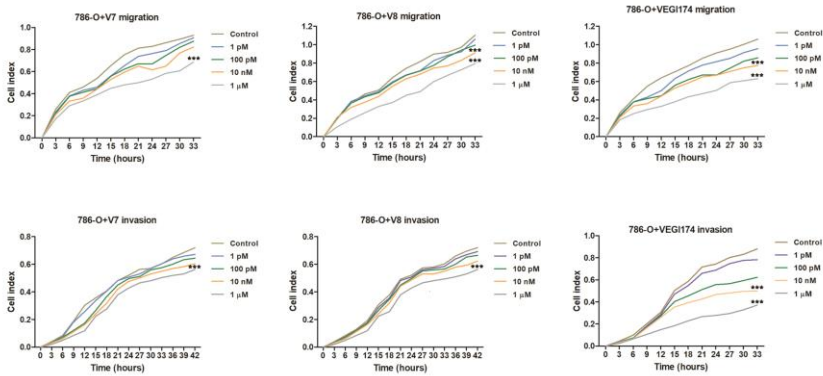 786-O+V7 migration
Cell index
1.0
0.8
0.6
0.4
0.2
0.0
0 3 6 9 12 15 18 21 24 27 30 33
Time (hours)
Control
1 pM
100 pM
10 nM
1 μM
***
786-O+V8 migration
Cell index
1.2
1.0
0.8
0.6
0.4
0.2
0.0
0 3 6 9 12 15 18 21 24 27 30 33
Time (hours)
Control
1 pM
100 pM
10 nM
1 μM
***
***
786-O+VEGI174 migration
Cell index
1.2
1.0
0.8
0.6
0.4
0.2
0.0
0 3 6 9 12 15 18 21 24 27 30 33
Time (hours)
Control
1 pM
100 pM
10 nM
1 μM
***
***
786-O+V7 invasion
Cell index
0.8
0.6
0.4
0.2
0.0
0 3 6 9 12 15 18 21 24 27 30 33 36 39 42
Time (hours)
Control
1 pM
100 pM
10 nM
1 μM
***
786-O+V8 invasion
Cell index
0.8
0.6
0.4
0.2
0.0
0 3 6 9 12 15 18 21 24 27 30 33 36 39 42
Time (hours)
Control
1 pM
100 pM
10 nM
1 μM
***
786-O+VEGI174 invasion
Cell index
1.0
0.8
0.6
0.4
0.2
0.0
0 3 6 9 12 15 18 21 24 27 30 33
Time (hours)
Control
1 pM
100 pM
10 nM
1 μM
***
***